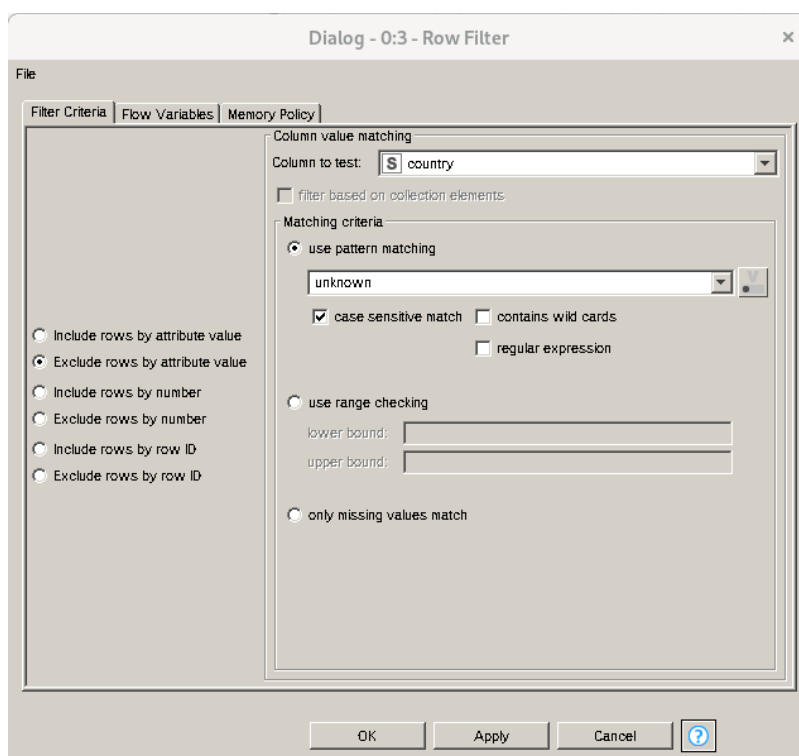 Dialog - 0:3 - Row Filter
×
File
Filter Criteria Flow Variables Memory Policy
Include rows by attribute value
Exclude rows by attribute value
Include rows by number
Exclude rows by number
Include rows by row ID
Exclude rows by row ID
Column value matching
Column to test: S country
filter based on collection elements
Matching criteria
use pattern matching
unknown
V
case sensitive match contains wild cards
regular expression
use range checking
lower bound:
upper bound:
only missing values match
OK Apply Cancel ?